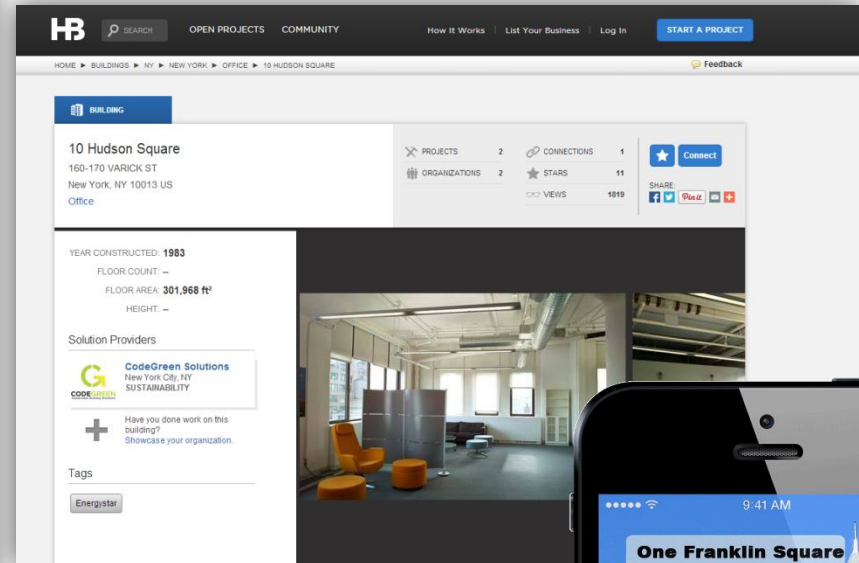 HB SEARCH OPEN PROJECTS COMMUNITY How It Works | List Your Business | Log In START A PROJECT
HOME ► BUILDINGS ► NY ► NEW YORK ► OFFICE ► 10 HUDSON SQUARE Feedback
BUILDING
10 Hudson Square
160-170 VARICK ST
New York, NY 10013 US
Office
PROJECTS 2
ORGANIZATIONS 2
CONNECTIONS 1
STARS 11
VIEWS 1819
Connect
SHARE:
Pin it
YEAR CONSTRUCTED: 1983
FLOOR COUNT: –
FLOOR AREA: 301,968 ft²
HEIGHT: –
Solution Providers
CODEGREEN
CodeGreen Solutions
New York City, NY
SUSTAINABILITY
Have you done work on this
building?
Showcase your organization.
Tags
Energystar
9:41 AM
One Franklin Square